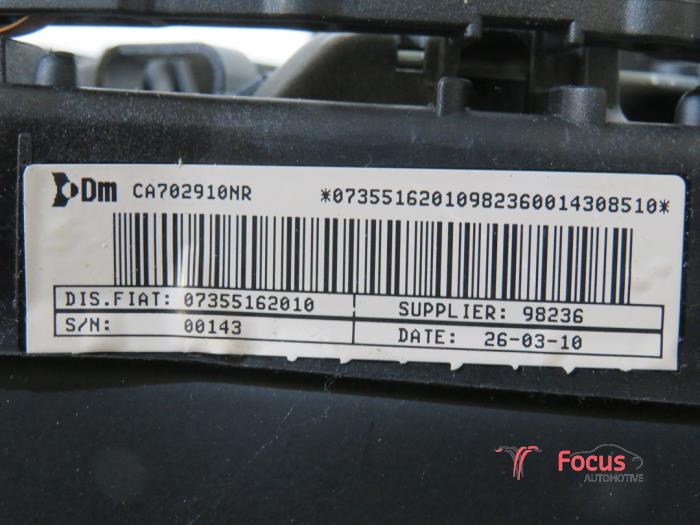 Dm CA702910NR *07355162010982360014308510*
DIS.FIAT: 07355162010 SUPPLIER: 98236
S/N: 00143 DATE: 26-03-10
Focus
AUTOMOTIVE